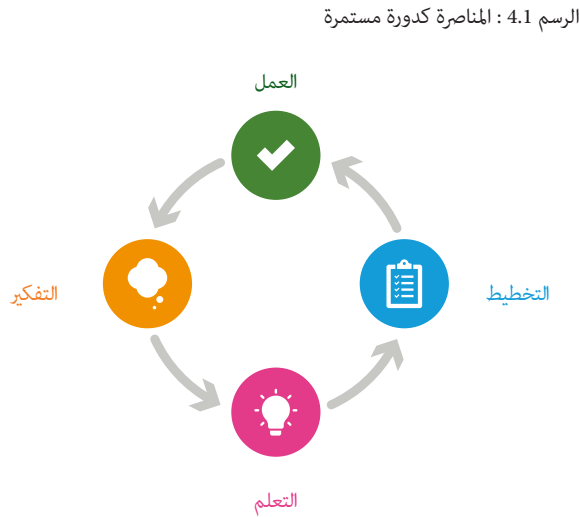 الرسم 4.1 : المناصرة كدورة مستمرة
العمل
التخطيط
التفكير
التعلم